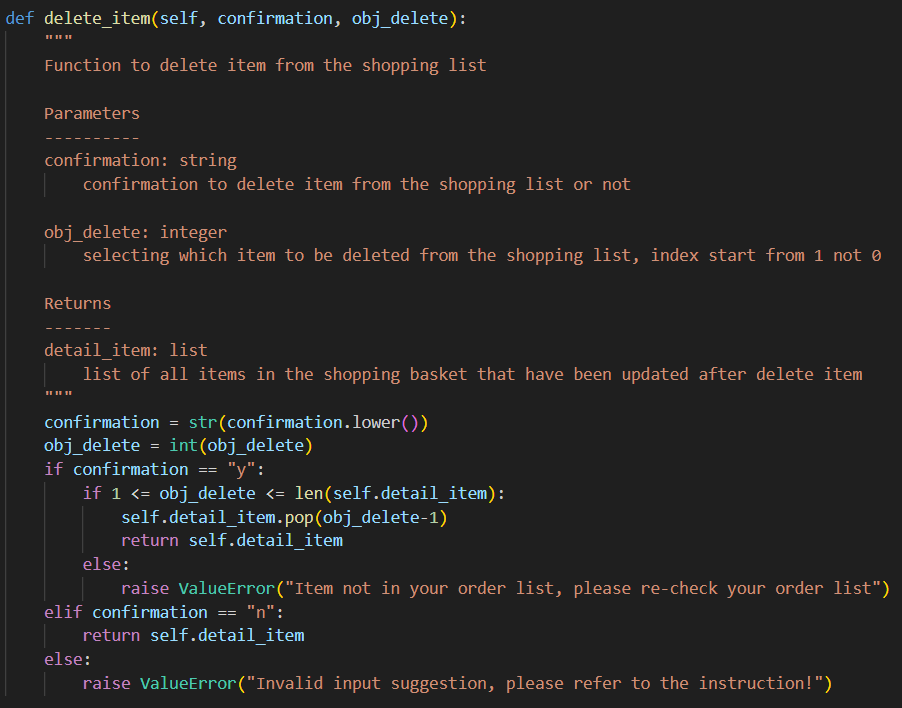 def delete_item(self, confirmation, obj_delete):
    """
    Function to delete item from the shopping list

    Parameters
    ----------
    confirmation: string
        confirmation to delete item from the shopping list or not

    obj_delete: integer
        selecting which item to be deleted from the shopping list, index start from 1 not 0

    Returns
    -------
    detail_item: list
        list of all items in the shopping basket that have been updated after delete item
    """
    confirmation = str(confirmation.lower())
    obj_delete = int(obj_delete)
    if confirmation == "y":
        if 1 <= obj_delete <= len(self.detail_item):
            self.detail_item.pop(obj_delete-1)
            return self.detail_item
        else:
            raise ValueError("Item not in your order list, please re-check your order list")
    elif confirmation == "n":
        return self.detail_item
    else:
        raise ValueError("Invalid input suggestion, please refer to the instruction!")